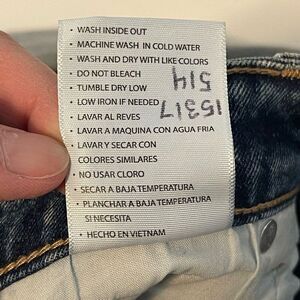 • WASH INSIDE OUT
• MACHINE WASH IN COLD WATER
• WASH AND DRY WITH LIKE COLORS
• DO NOT BLEACH
• TUMBLE DRY LOW
• LOW IRON IF NEEDED
• LAVAR AL REVES
• LAVAR A MAQUINA CON AGUA FRIA
• LAVAR Y SECAR CON
COLORES SIMILARES
• NO USAR CLORO
• SECAR A BAJA TEMPERATURA
• PLANCHAR A BAJA TEMPERATURA
SI NECESITA
• HECHO EN VIETNAM
15317
514